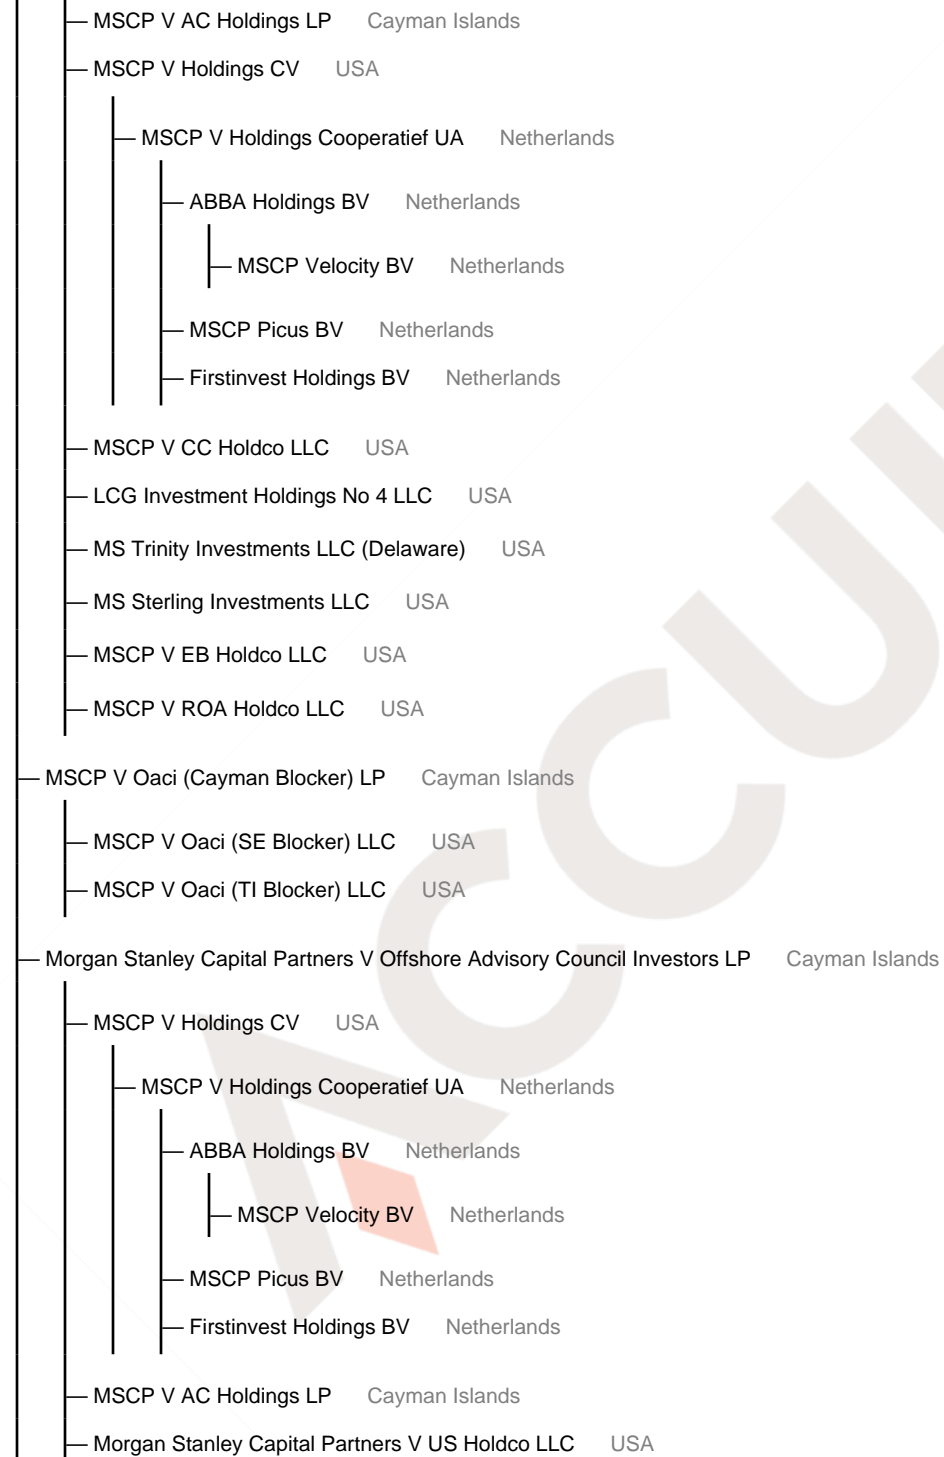 MSCP V AC Holdings LP Cayman Islands
MSCP V Holdings CV USA
MSCP V Holdings Cooperatief UA Netherlands
ABBA Holdings BV Netherlands
MSCP Velocity BV Netherlands
MSCP Picus BV Netherlands
Firstinvest Holdings BV Netherlands
MSCP V CC Holdco LLC USA
LCG Investment Holdings No 4 LLC USA
MS Trinity Investments LLC (Delaware) USA
MS Sterling Investments LLC USA
MSCP V EB Holdco LLC USA
MSCP V ROA Holdco LLC USA
MSCP V Oaci (Cayman Blocker) LP Cayman Islands
MSCP V Oaci (SE Blocker) LLC USA
MSCP V Oaci (TI Blocker) LLC USA
Morgan Stanley Capital Partners V Offshore Advisory Council Investors LP Cayman Islands
MSCP V Holdings CV USA
MSCP V Holdings Cooperatief UA Netherlands
ABBA Holdings BV Netherlands
MSCP Velocity BV Netherlands
MSCP Picus BV Netherlands
Firstinvest Holdings BV Netherlands
MSCP V AC Holdings LP Cayman Islands
Morgan Stanley Capital Partners V US Holdco LLC USA